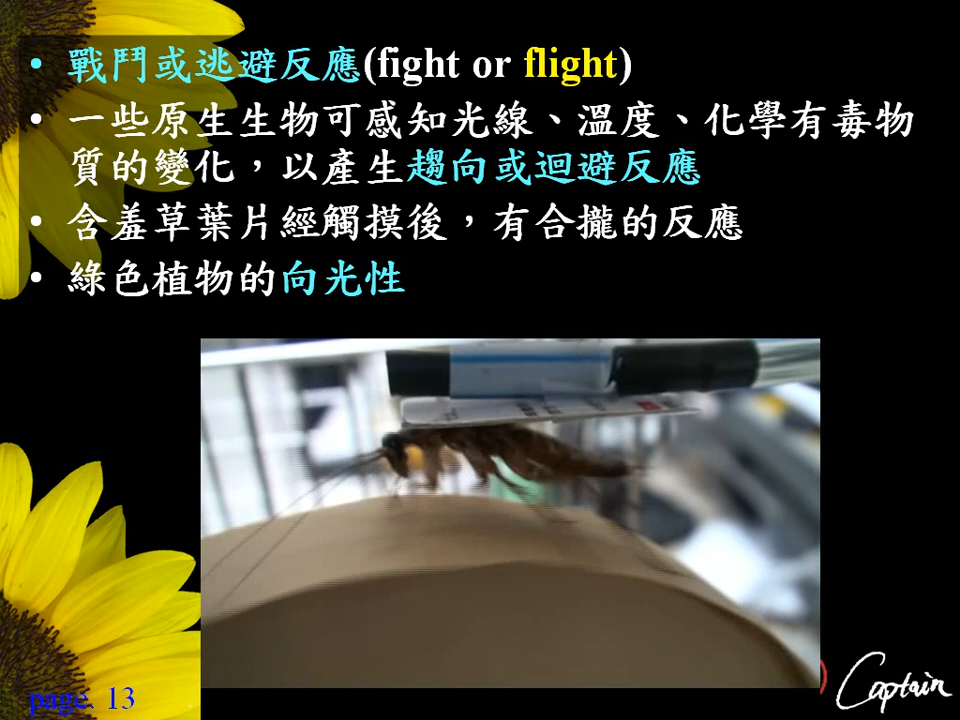 • 戰鬥或逃避反應(fight or flight)
• 一些原生生物可感知光線、溫度、化學有毒物
質的變化，以產生趨向或迴避反應
• 含羞草葉片經觸摸後，有合攏的反應
• 綠色植物的向光性
page. 13
Captain